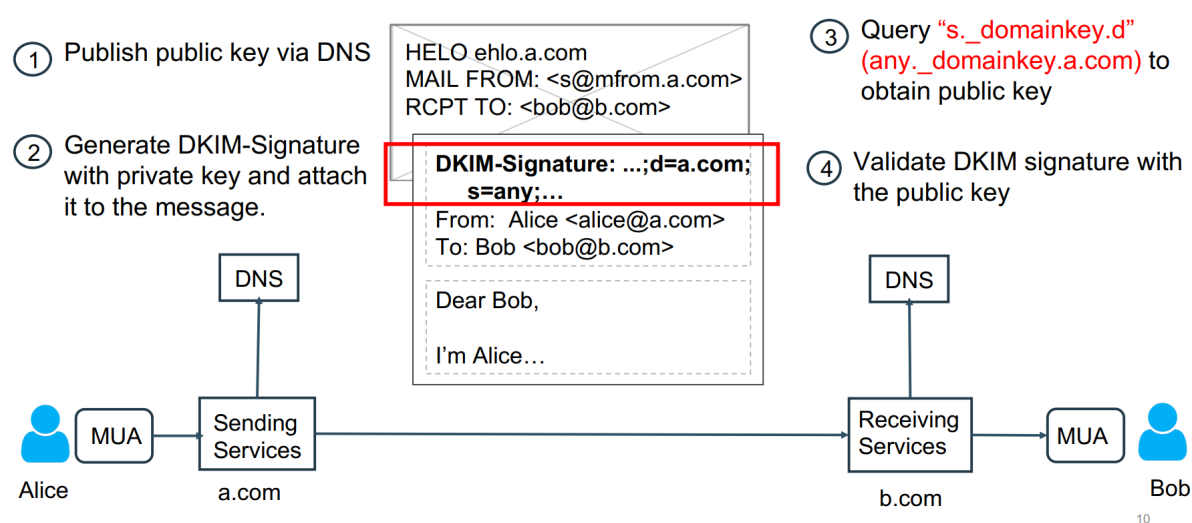 1 Publish public key via DNS
2 Generate DKIM-Signature
with private key and attach
it to the message.
HELO ehlo.a.com
MAIL FROM: <s@mfrom.a.com>
RCPT TO: <bob@b.com>
DKIM-Signature: ...;d=a.com;
s=any;...
From:  Alice <alice@a.com>
To: Bob <bob@b.com>
Dear Bob,
I'm Alice...
3 Query “s._domainkey.d”
(any._domainkey.a.com) to
obtain public key
4 Validate DKIM signature with
the public key
DNS
DNS
MUA
Sending
Services
Receiving
Services
MUA
Alice
a.com
b.com
Bob
10